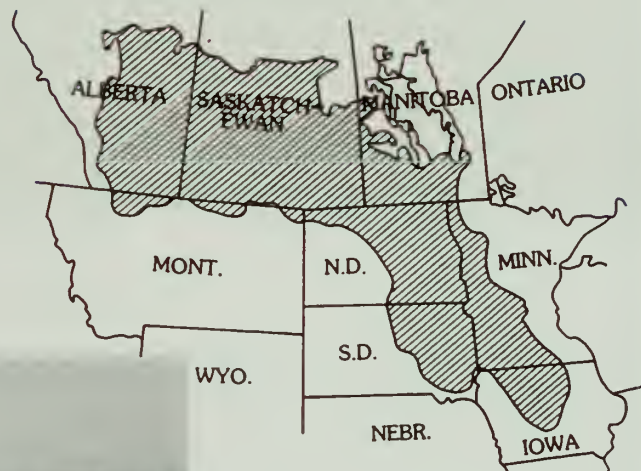 ALBERTA
SASKATCH-
EWAN
MANITOBA
ONTARIO
MONT.
N.D.
MINN.
S.D.
WYO.
NEBR.
IOWA